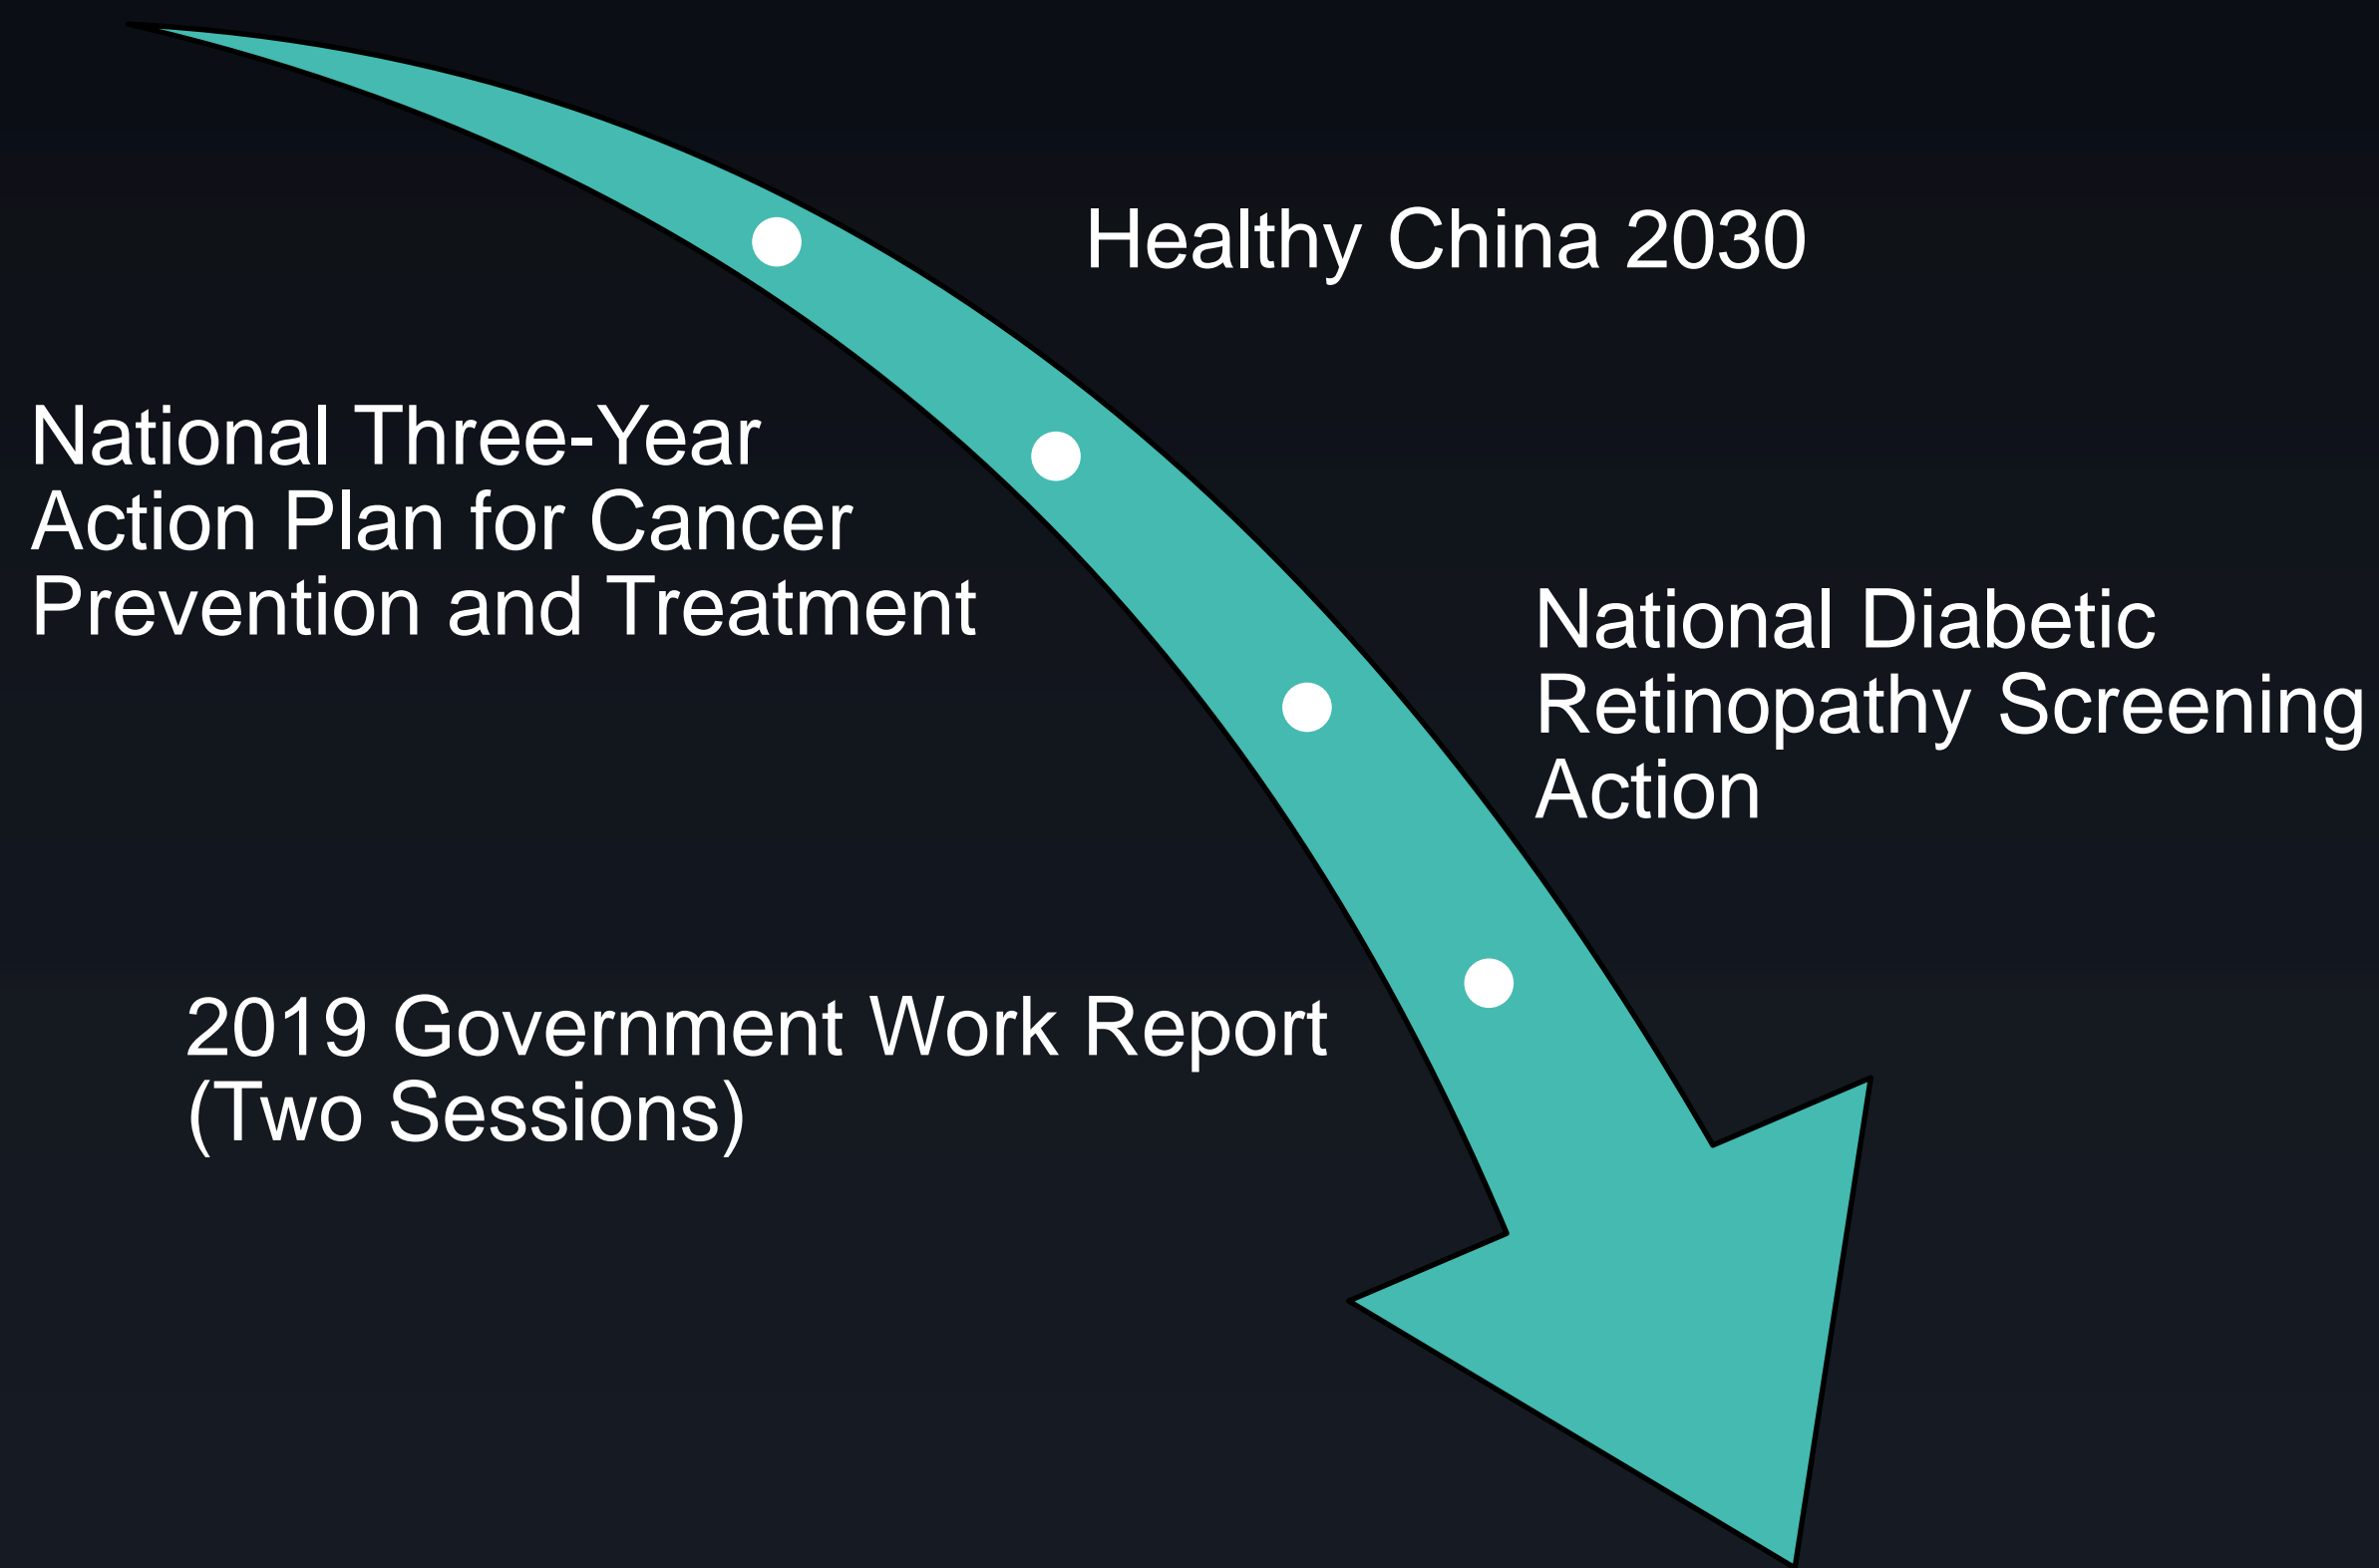 Healthy China 2030
National Three-Year
Action Plan for Cancer
Prevention and Treatment
National Diabetic
Retinopathy Screening
Action
2019 Government Work Report
(Two Sessions)